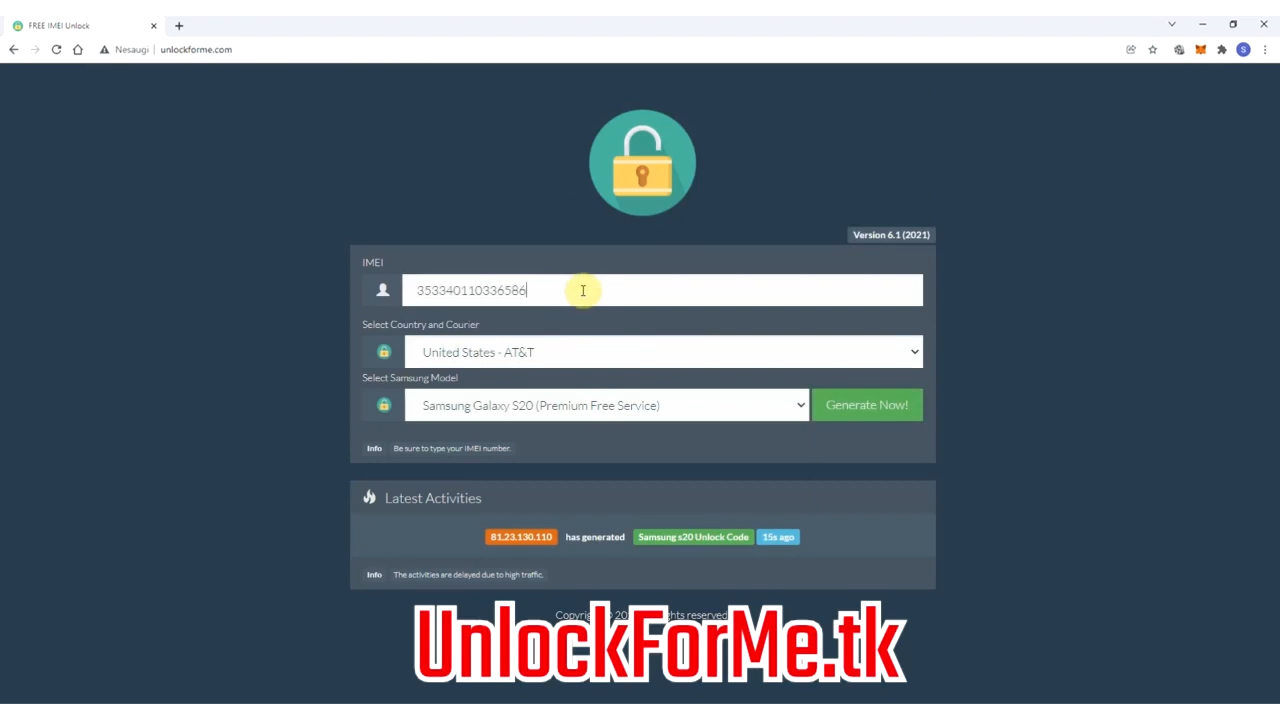 FREE IMEI Unlock
Nesaugi | unlockforme.com
S
Version 6.1 (2021)
IMEI
353340110336586
Select Country and Courier
United States - AT&T
Select Samsung Model
Samsung Galaxy S20 (Premium Free Service)
Generate Now!
Info Be sure to type your IMEI number.
Latest Activities
81.23.130.110 has generated Samsung s20 Unlock Code 15s ago
Info The activities are delayed due to high traffic.
reserved
UnlockForMe.tk